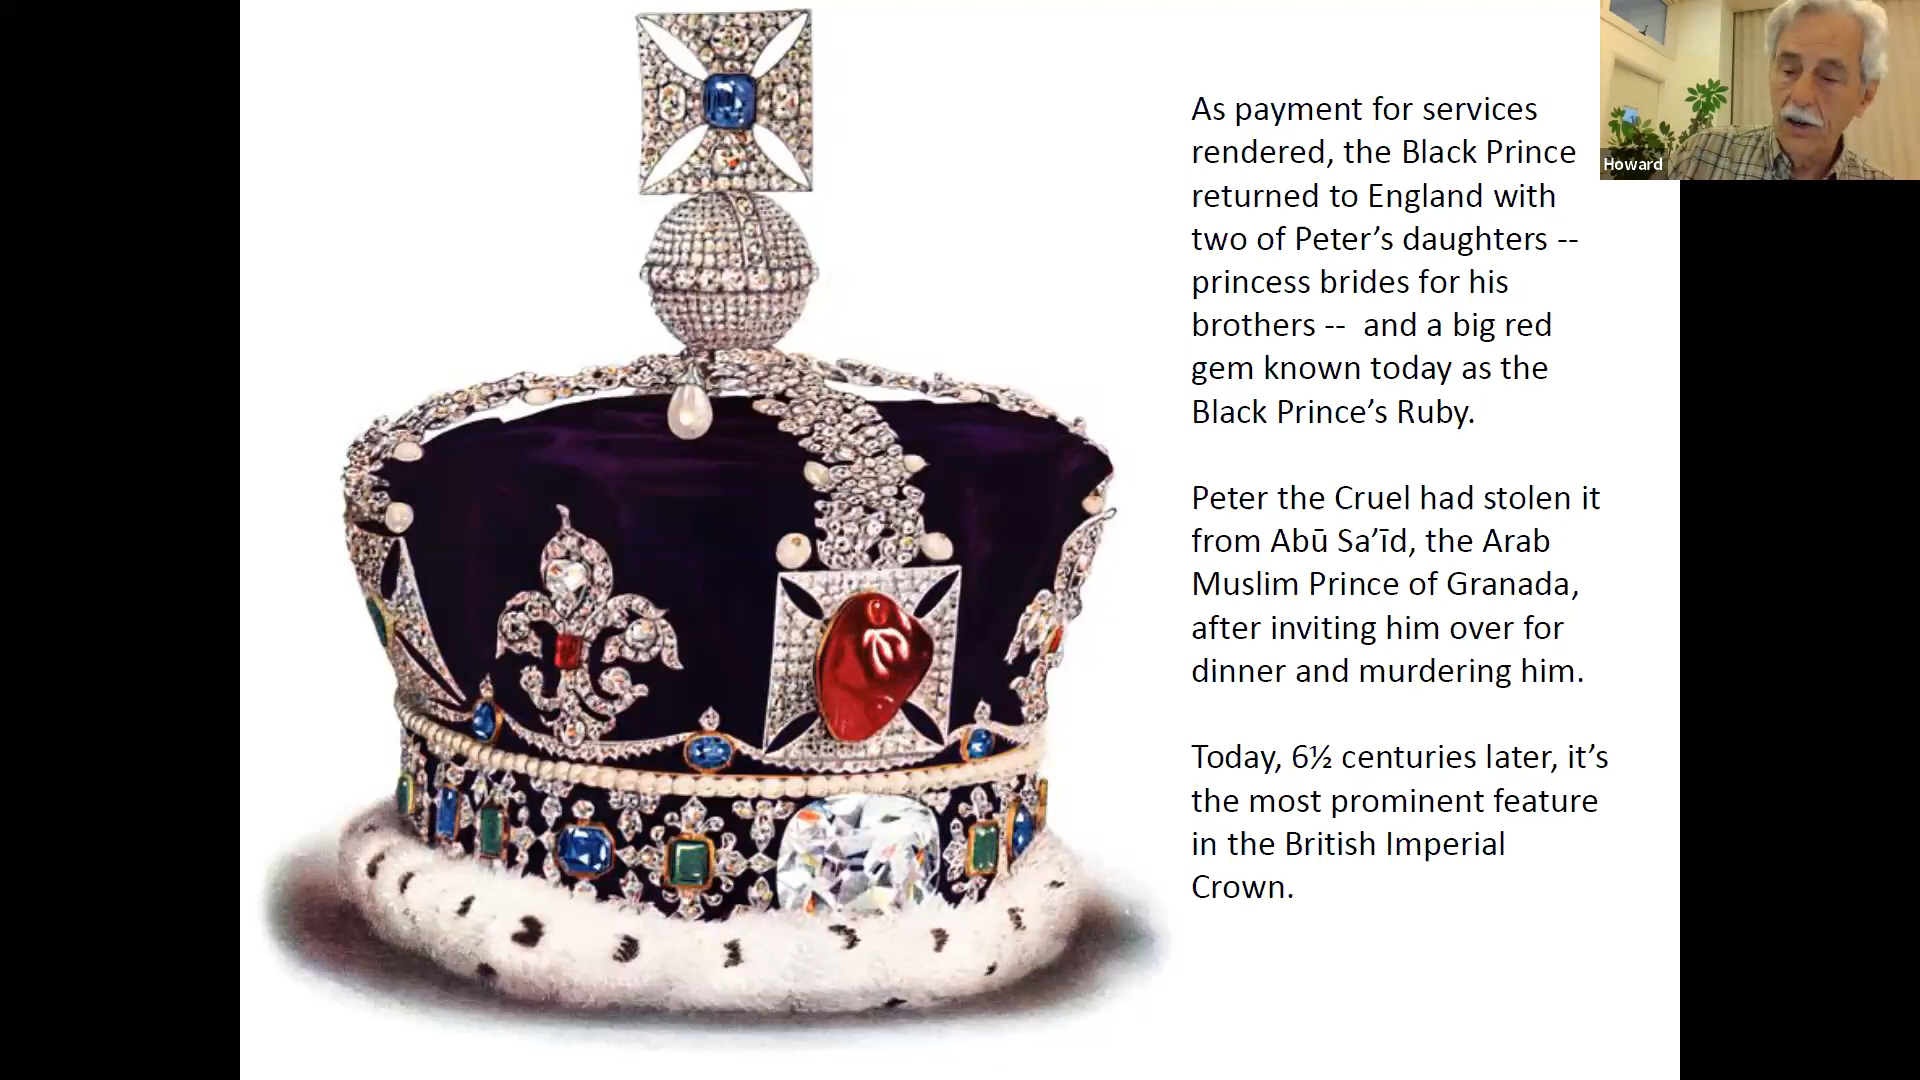 As payment for services
rendered, the Black Prince
returned to England with
two of Peter’s daughters --
princess brides for his
brothers --  and a big red
gem known today as the
Black Prince’s Ruby.
Peter the Cruel had stolen it
from Abū Sa’īd, the Arab
Muslim Prince of Granada,
after inviting him over for
dinner and murdering him.
Today, 6½ centuries later, it’s
the most prominent feature
in the British Imperial
Crown.
Howard